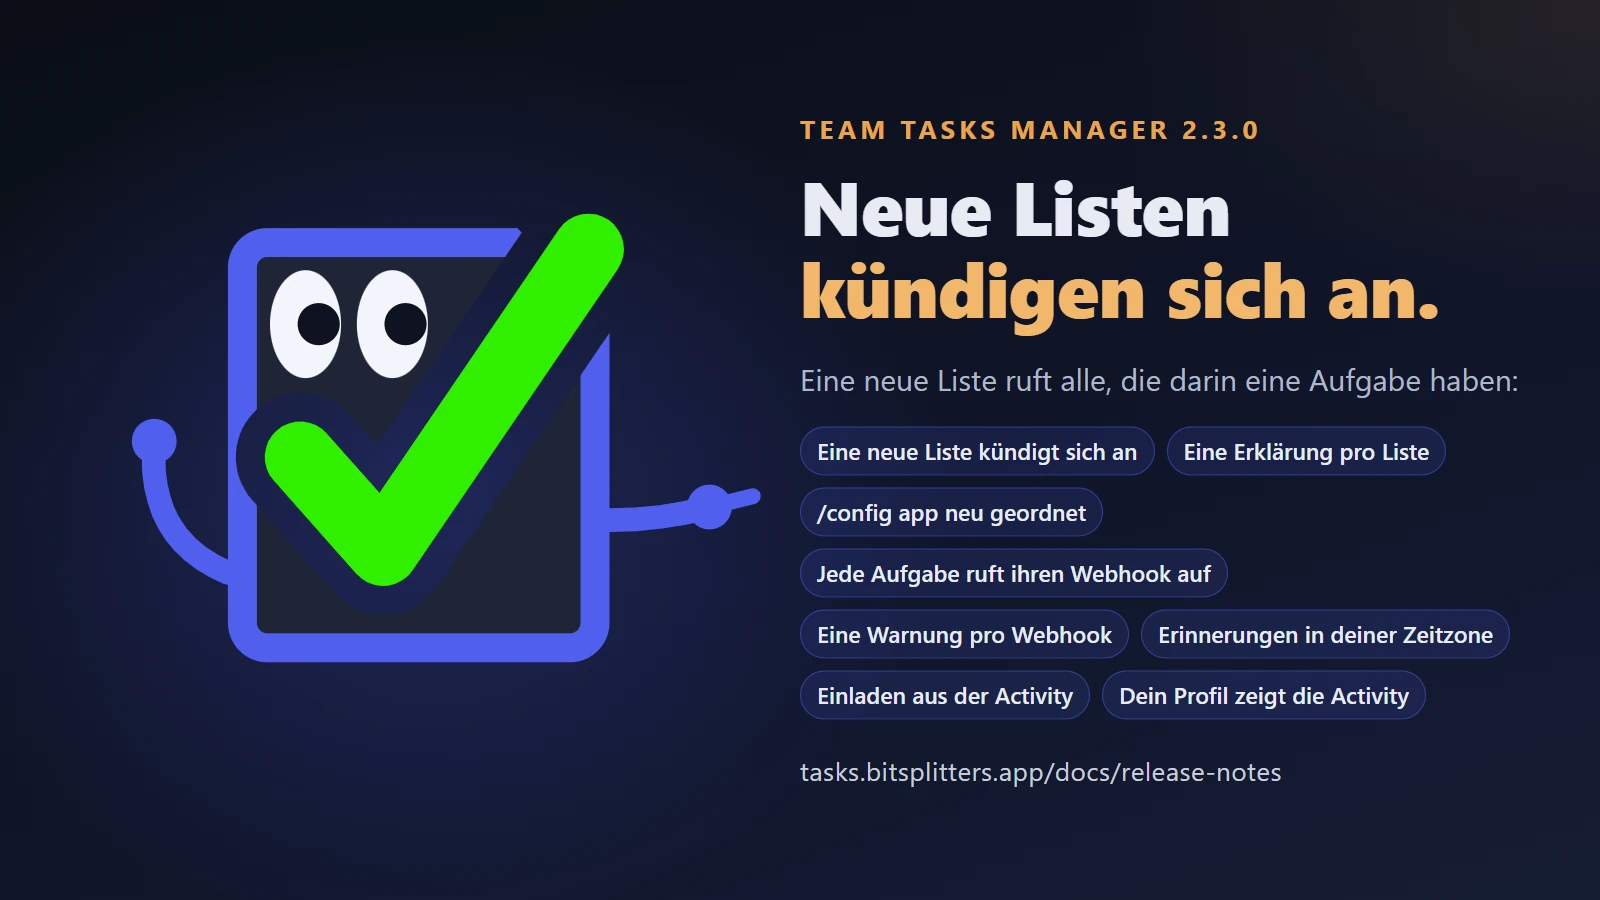 TEAM TASKS MANAGER 2.3.0
Neue Listen
kündigen sich an.
Eine neue Liste ruft alle, die darin eine Aufgabe haben:
Eine neue Liste kündigt sich an
Eine Erklärung pro Liste
/config app neu geordnet
Jede Aufgabe ruft ihren Webhook auf
Eine Warnung pro Webhook
Erinnerungen in deiner Zeitzone
Einladen aus der Activity
Dein Profil zeigt die Activity
tasks.bitsplitters.app/docs/release-notes